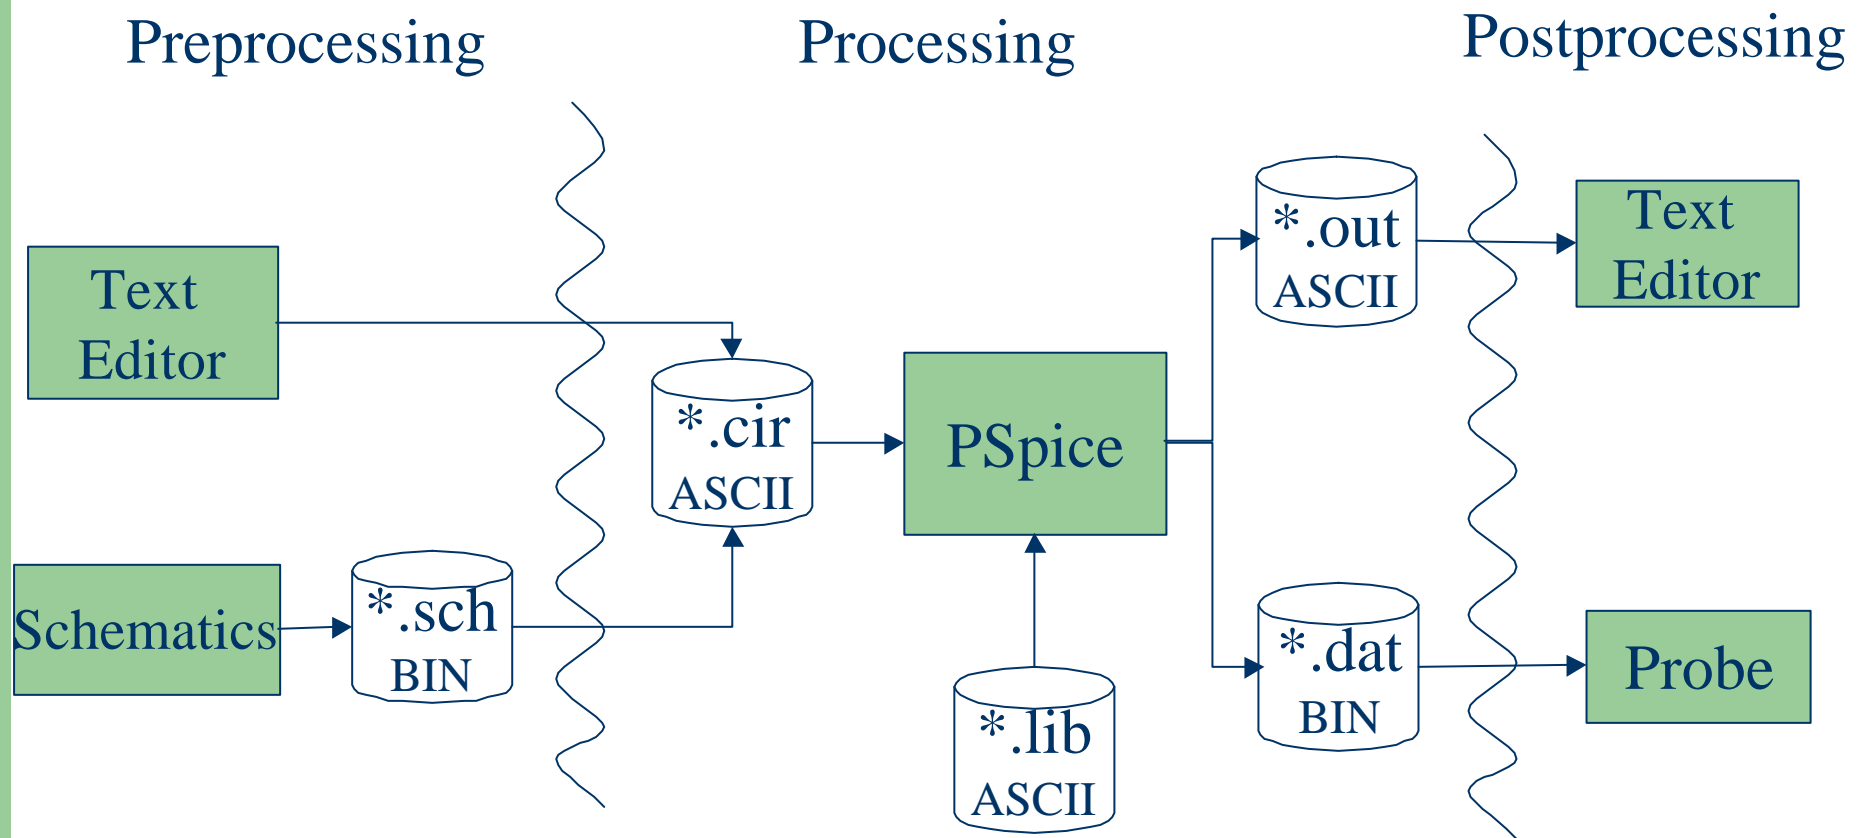 Preprocessing
Processing
Postprocessing
Text
Editor
Schematics
*.sch
BIN
*.cir
ASCII
PSpice
*.lib
ASCII
*.out
ASCII
*.dat
BIN
Text
Editor
Probe